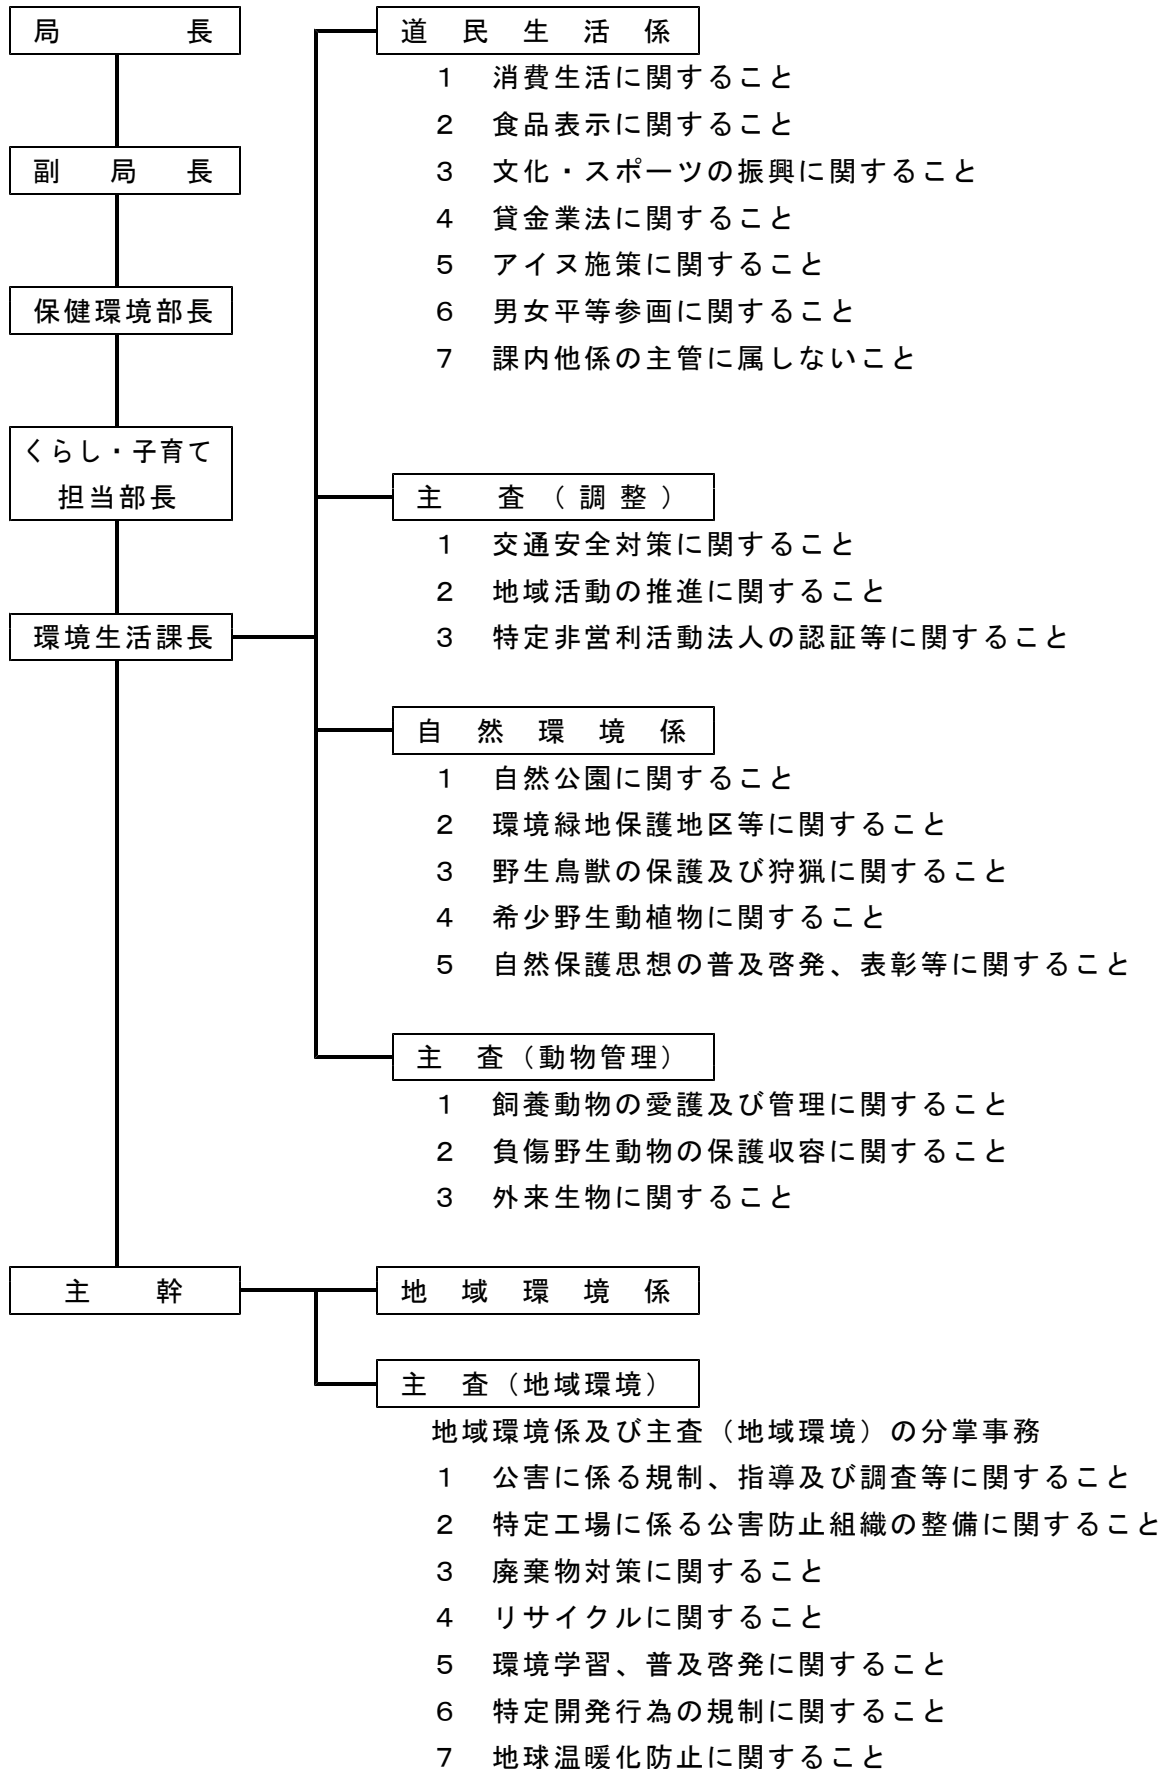 局　　　　　長
副　　局　　長
保健環境部長
くらし・子育て
担当部長
環境生活課長
道　民　生　活　係
１　消費生活に関すること
２　食品表示に関すること
３　文化・スポーツの振興に関すること
４　貸金業法に関すること
５　アイヌ施策に関すること
６　男女平等参画に関すること
７　課内他係の主管に属しないこと
主　　査（調整）
１　交通安全対策に関すること
２　地域活動の推進に関すること
３　特定非営利活動法人の認証等に関すること
自　然　環　境　係
１　自然公園に関すること
２　環境緑地保護地区等に関すること
３　野生鳥獣の保護及び狩猟に関すること
４　希少野生動植物に関すること
５　自然保護思想の普及啓発、表彰等に関すること
主　査（動物管理）
１　飼養動物の愛護及び管理に関すること
２　負傷野生動物の保護収容に関すること
３　外来生物に関すること
主　　幹
地　域　環　境　係
主　査（地域環境）
地域環境係及び主査（地域環境）の分掌事務
１　公害に係る規制、指導及び調査等に関すること
２　特定工場に係る公害防止組織の整備に関すること
３　廃棄物対策に関すること
４　リサイクルに関すること
５　環境学習、普及啓発に関すること
６　特定開発行為の規制に関すること
７　地球温暖化防止に関すること